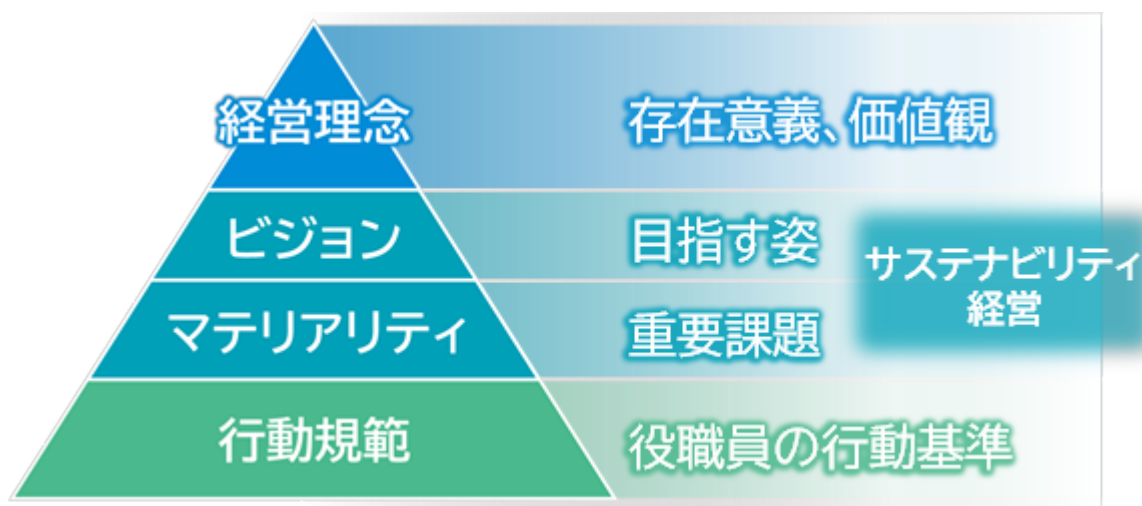 経営理念
存在意義、価値観
ビジョン
目指す姿
マテリアリティ
重要課題
サステナビリティ
経営
行動規範
役職員の行動基準